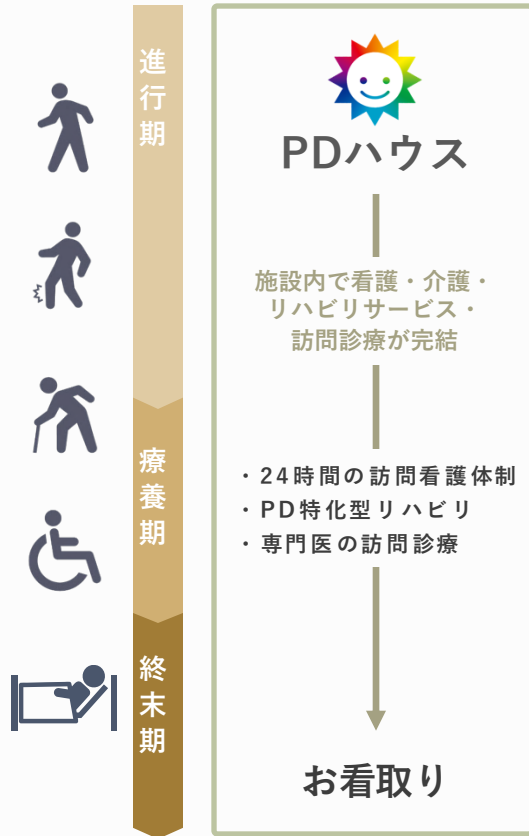 進行期
療養期
終末期
PDハウス
施設内で看護・介護・
リハビリサービス・
訪問診療が完結
・24時間の訪問看護体制
・PD特化型リハビリ
・専門医の訪問診療
お看取り